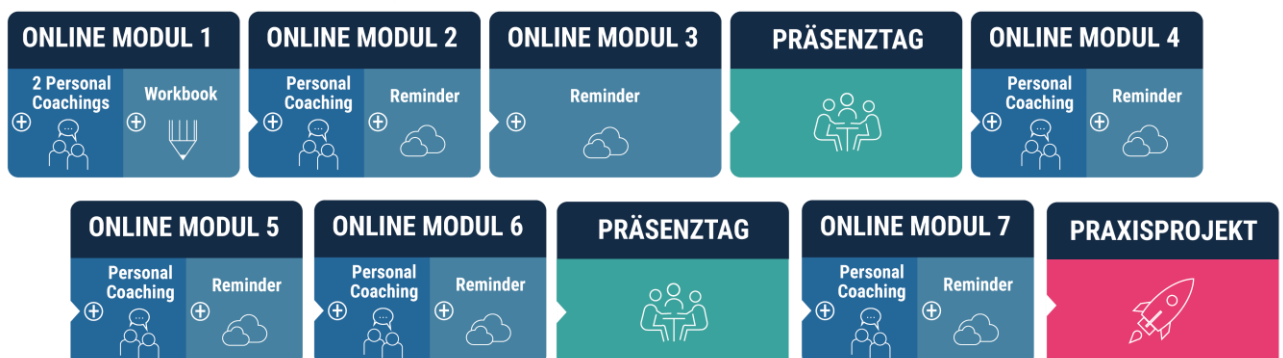 ONLINE MODUL 1
2 Personal
Coachings
Workbook
ONLINE MODUL 2
Personal
Coaching
Reminder
ONLINE MODUL 3
Reminder
PRÄSENZTAG
ONLINE MODUL 4
Personal
Coaching
Reminder
ONLINE MODUL 5
Personal
Coaching
Reminder
ONLINE MODUL 6
Personal
Coaching
Reminder
PRÄSENZTAG
ONLINE MODUL 7
Personal
Coaching
Reminder
PRAXISPROJEKT